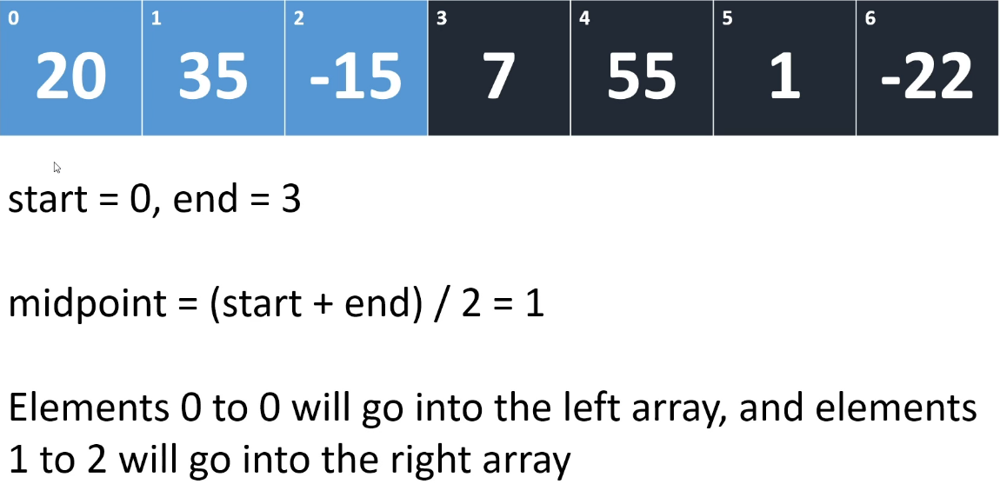 0 1 2 3 4 5 6
20 35 -15 7 55 1 -22
start = 0, end = 3
midpoint = (start + end) / 2 = 1
Elements 0 to 0 will go into the left array, and elements
1 to 2 will go into the right array